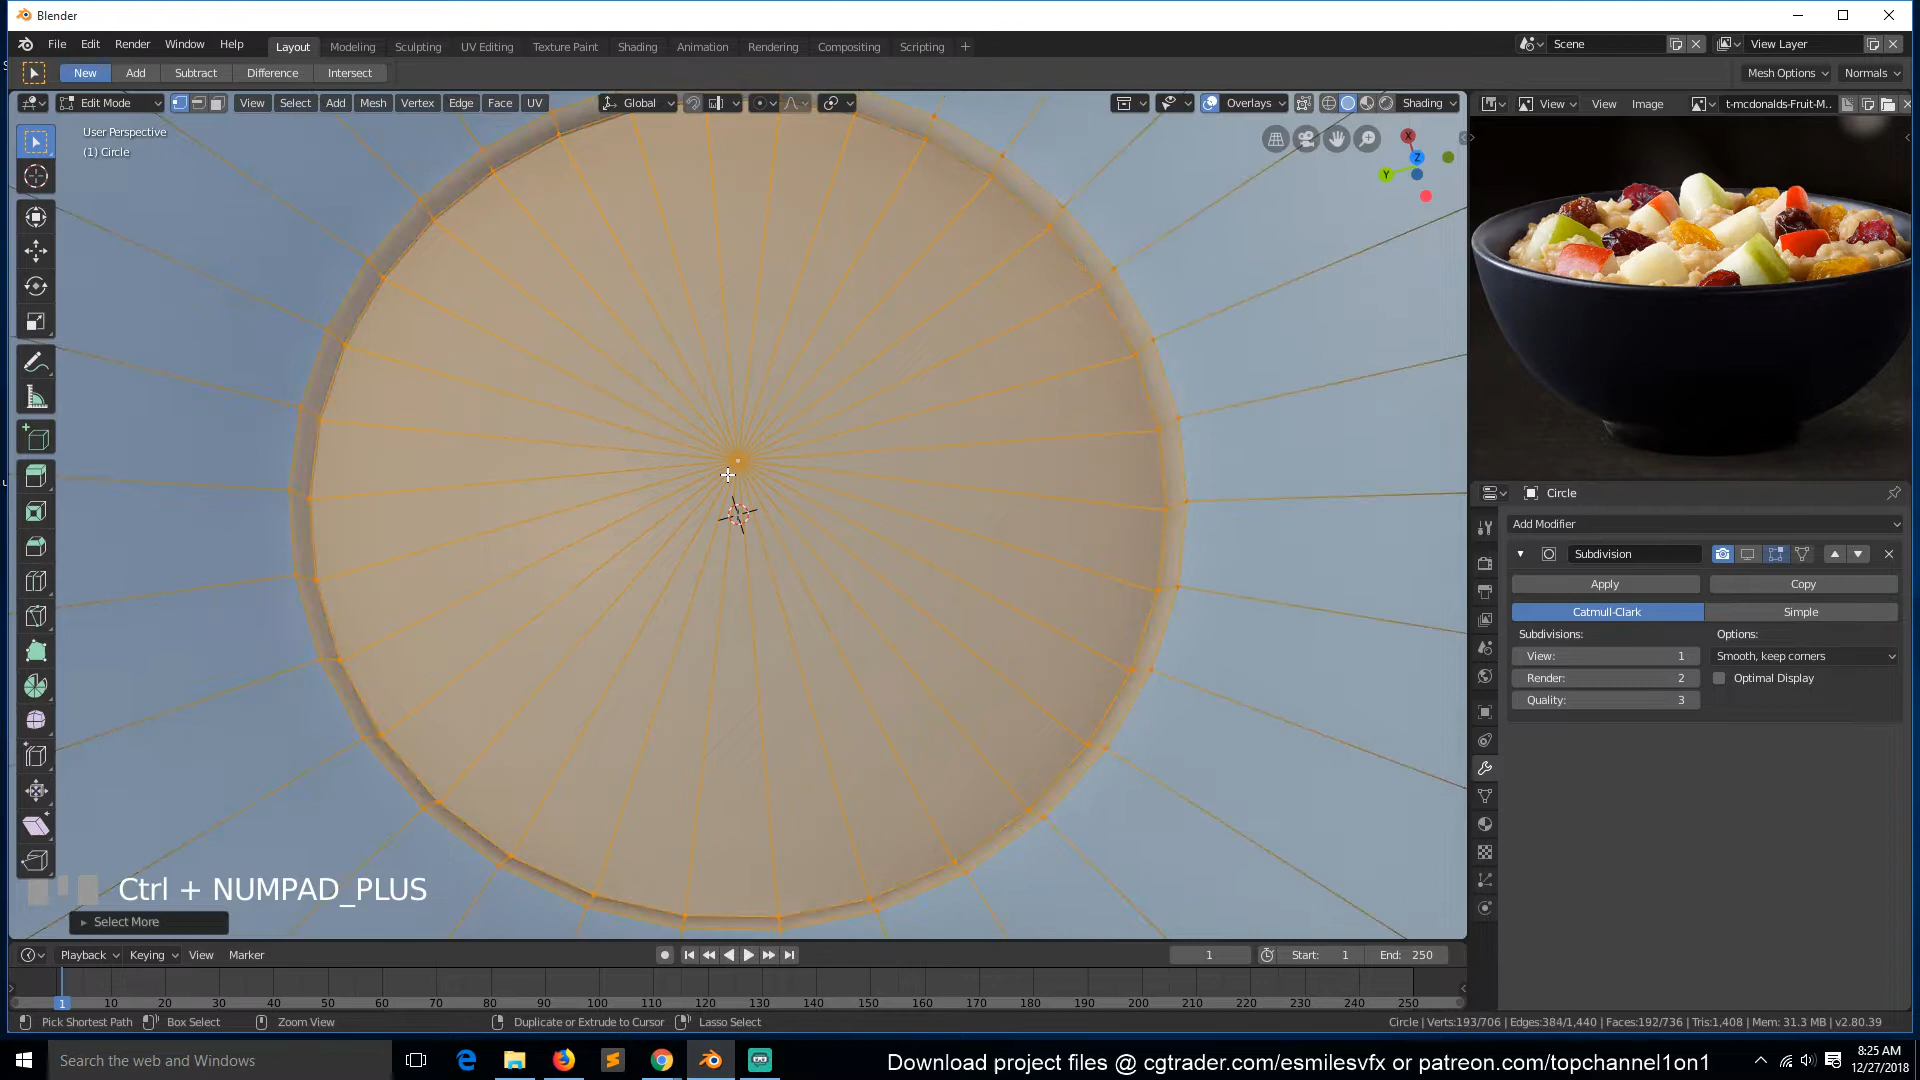 Blender
File Edit Render Window Help Layout Modeling Sculpting UV Editing Texture Paint Shading Animation Rendering Compositing Scripting Scene View Layer
New Add Subtract Difference Intersect Mesh Options Normals
Edit Mode View Select Add Mesh Vertex Edge Face UV Global Overlays Shading View View Image t-mcdonalds-Fruit-M..
User Perspective
(1) Circle
X
Z
Y
Circle
Add Modifier
Subdivision
Apply Copy
Catmull-Clark Simple
Subdivisions: Options:
View: 1 Smooth, keep corners
Render: 2 Optimal Display
Quality: 3
Ctrl + NUMPAD_PLUS
Select More
Playback Keying View Marker 1 Start: 1 End: 250
1 10 20 30 40 50 60 70 80 90 100 110 120 130 140 150 160 170 180 190 200 210 220 230 240 250
Pick Shortest Path Box Select Zoom View Duplicate or Extrude to Cursor Lasso Select Circle | Verts:193/706 | Edges:384/1,440 | Faces:192/736 | Tris:1,408 | Mem: 31.3 MB | v2.80.39
Search the web and Windows Download project files @ cgtrader.com/esmilesvfx or patreon.com/topchannel1on1 8:25 AM
12/27/2018